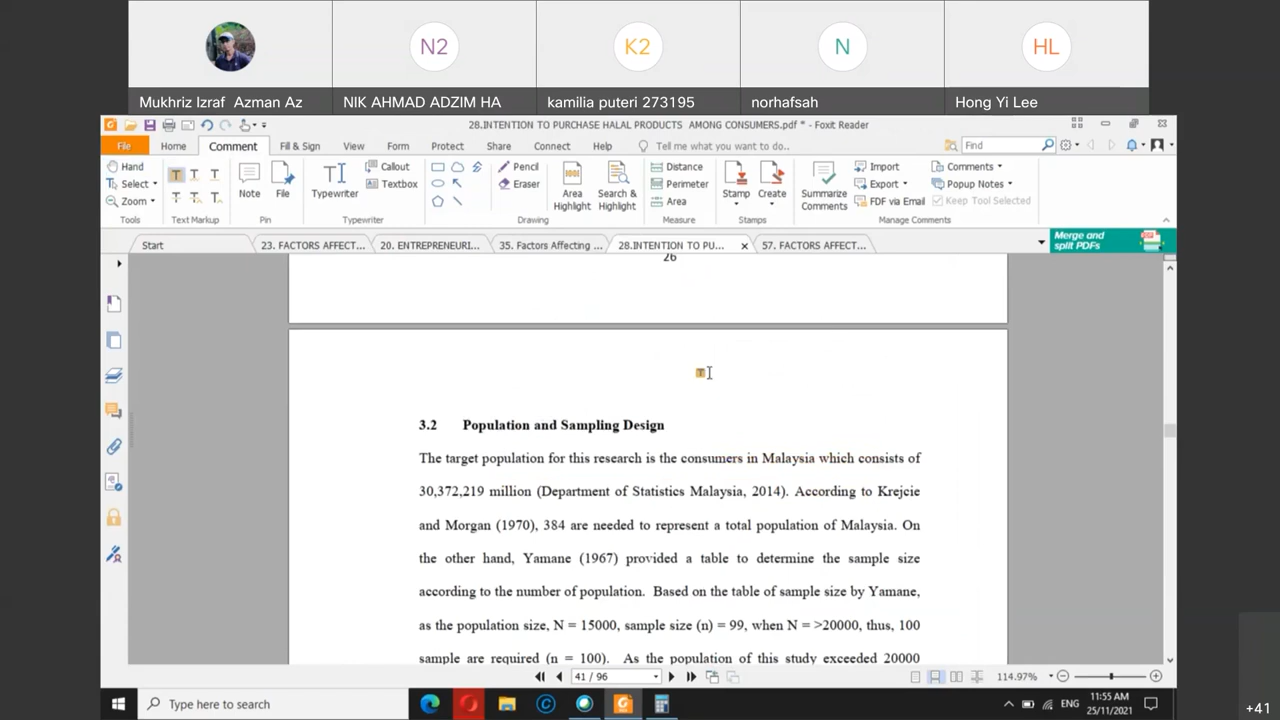 N2
K2
N
HL
Mukhriz Izraf Azman Az
NIK AHMAD ADZIM HA
kamilia puteri 273195
norhafsah
Hong Yi Lee
28.INTENTION TO PURCHASE HALAL PRODUCTS AMONG CONSUMERS.pdf * - Foxit Reader
File Home Comment Fill & Sign View Form Protect Share Connect Help Tell me what you want to do.. Find
Hand
Select
Zoom
Tools
T T T
T T T
Text Markup
Note
File
Pin
Typewriter
Callout
Textbox
Typewriter
Pencil
Eraser
Area
Highlight
Search &
Highlight
Drawing
Distance
Perimeter
Area
Measure
Stamp
Create
Stamps
Summarize
Comments
Import
Export
FDF via Email
Comments
Popup Notes
Keep Tool Selected
Manage Comments
Start
23. FACTORS AFFECT...
20. ENTREPRENEURI...
35. Factors Affecting ...
28.INTENTION TO PU...
57. FACTORS AFFECT...
Merge and
split PDFs
26
3.2 Population and Sampling Design
The target population for this research is the consumers in Malaysia which consists of
30,372,219 million (Department of Statistics Malaysia, 2014). According to Krejcie
and Morgan (1970), 384 are needed to represent a total population of Malaysia. On
the other hand, Yamane (1967) provided a table to determine the sample size
according to the number of population. Based on the table of sample size by Yamane,
as the population size, N = 15000, sample size (n) = 99, when N = >20000, thus, 100
sample are required (n = 100). As the population of this study exceeded 20000
41 / 96
114.97%
Type here to search
ENG
11:55 AM
25/11/2021
+41